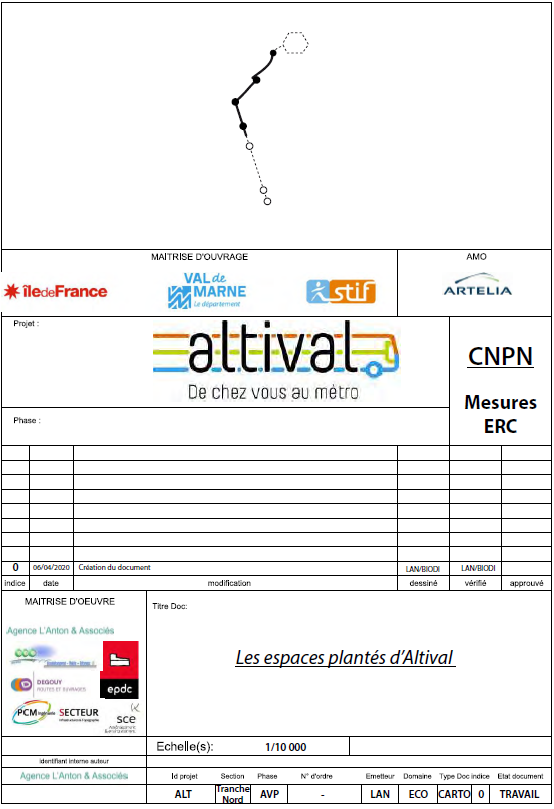 MAITRISE D'OUVRAGE
AMO
îledeFrance
VAL de
MARNE
Le département
stif
ARTELIA
Projet :
altival
De chez vous au métro
CNPN
Mesures
ERC
Phase :
0 06/04/2020 Création du document LAN/BIODI LAN/BIODI
indice date modification dessiné vérifié approuvé
MAITRISE D'OEUVRE
Titre Doc:
Agence L'Anton & Associés
DEGOUY
ROUTES ET OUVRAGES
epdc
PCM
SECTEUR
sce
Les espaces plantés d'Altival
Echelle(s): 1/10 000
Identifiant interne auteur
Agence L'Anton & Associés
Id projet Section Phase N° d'ordre Emetteur Domaine Type Doc indice Etat document
ALT Tranche Nord AVP - LAN ECO CARTO 0 TRAVAIL